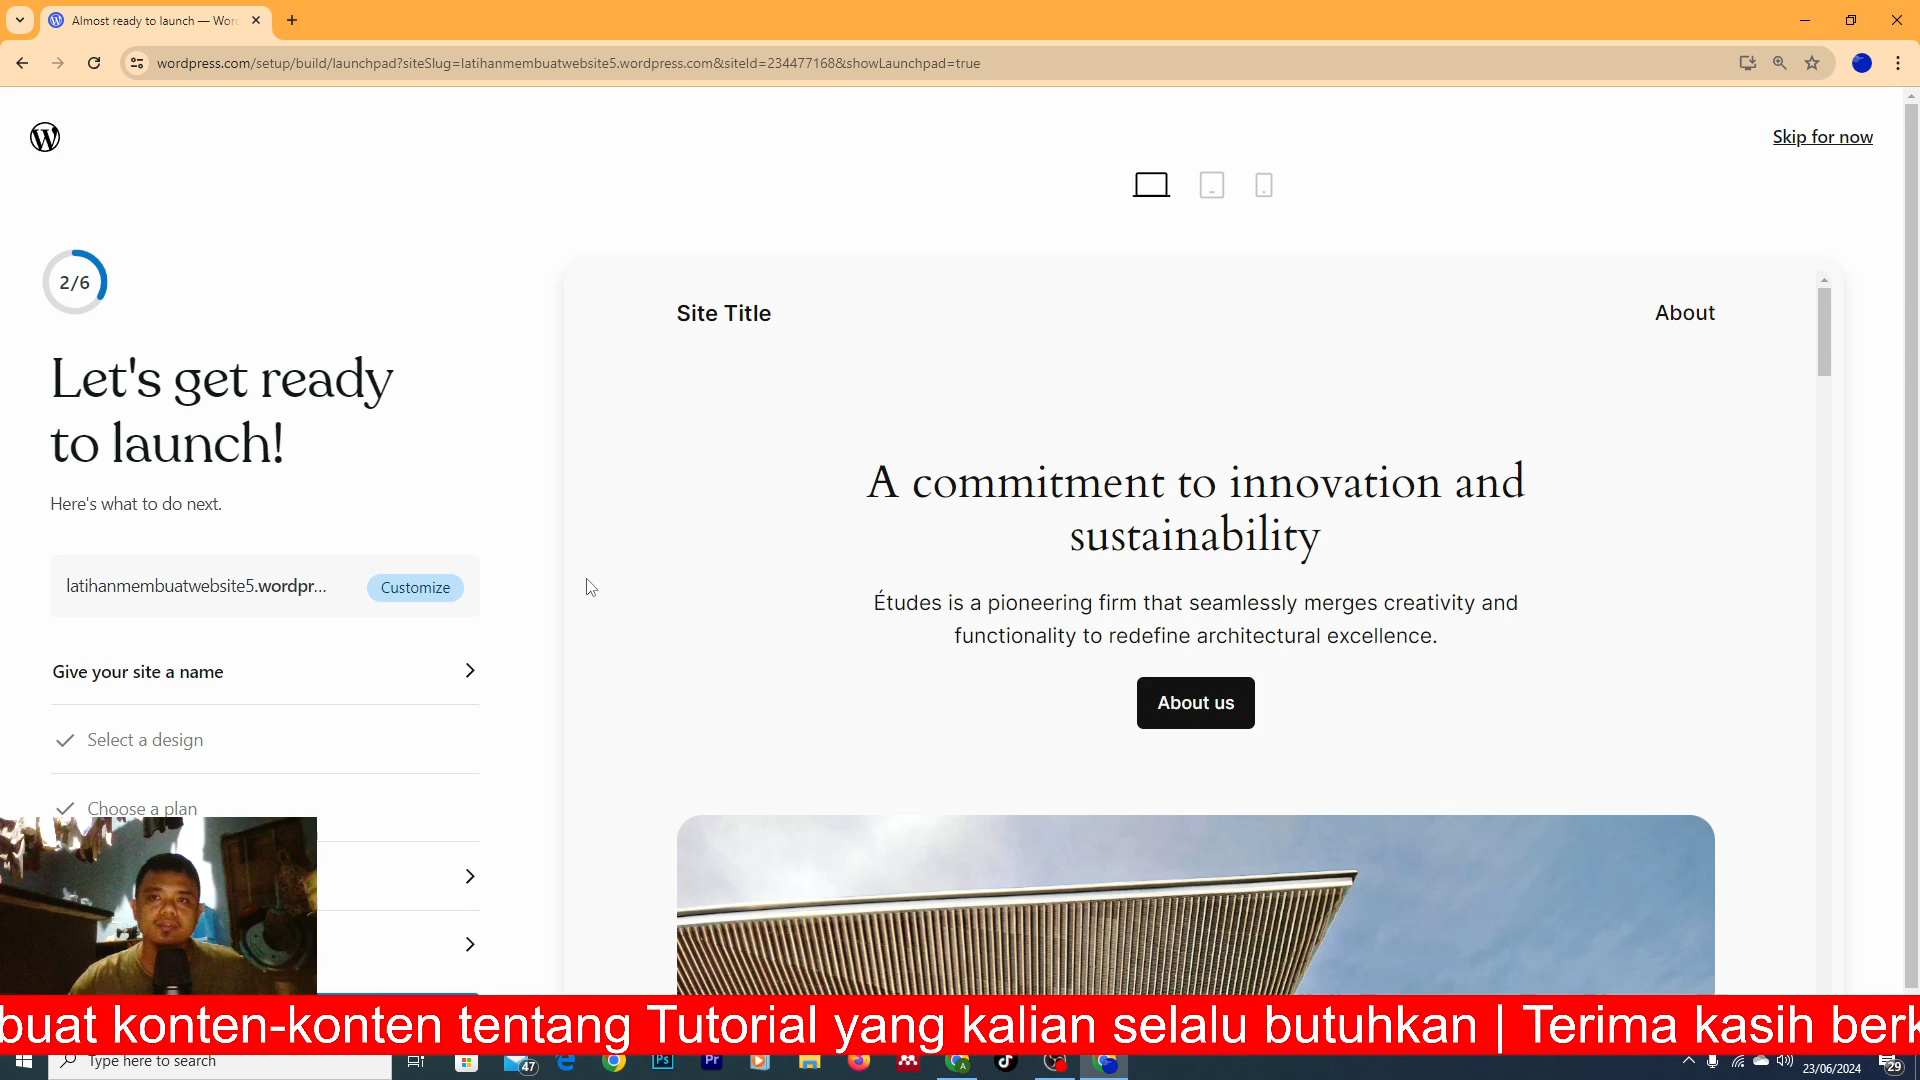 Almost ready to launch — Wor
wordpress.com/setup/build/launchpad?siteSlug=latihanmembuatwebsite5.wordpress.com&siteId=234477168&showLaunchpad=true
Skip for now
2/6
Let's get ready
to launch!
Here's what to do next.
latihanmembuatwebsite5.wordpr...
Customize
Give your site a name
Select a design
Choose a plan
Site Title
About
A commitment to innovation and
sustainability
Études is a pioneering firm that seamlessly merges creativity and
functionality to redefine architectural excellence.
About us
buat konten-konten tentang Tutorial yang kalian selalu butuhkan | Terima kasih berk
Type here to search
47
Ps
Pr
A
23/06/2024
29